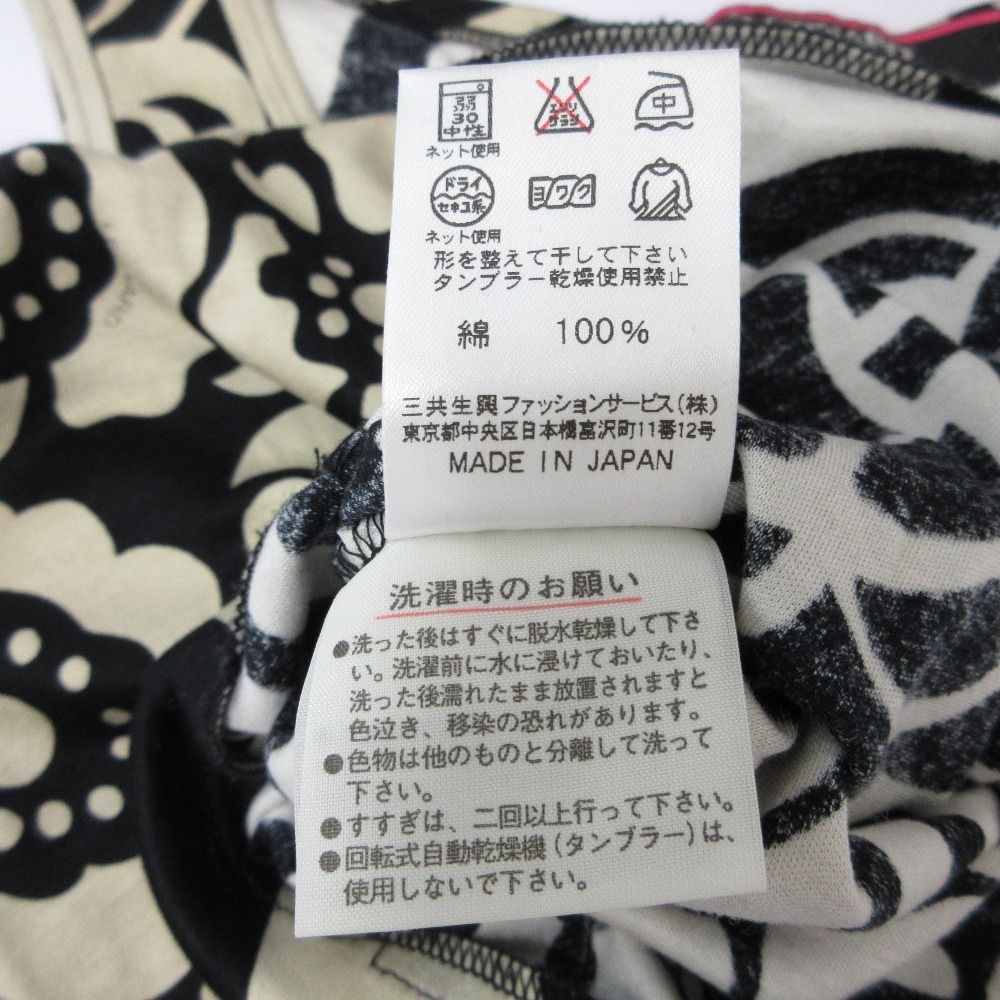 弱
30
中性
エンソ
サラシ
中
ネット使用
ドライ
セキユ系
ヨワク
ネット使用
形を整えて干して下さい
タンブラー乾燥使用禁止
綿 100%
三共生興ファッションサービス(株)
東京都中央区日本橋富沢町11番12号
MADE IN JAPAN
洗濯時のお願い
●洗った後はすぐに脱水乾燥して下さ
い。洗濯前に水に浸けておいたり、
洗った後濡れたまま放置されますと
色泣き、移染の恐れがあります。
●色物は他のものと分離して洗って
下さい。
●すすぎは、二回以上行って下さい。
●回転式自動乾燥機(タンブラー)は、
使用しないで下さい。